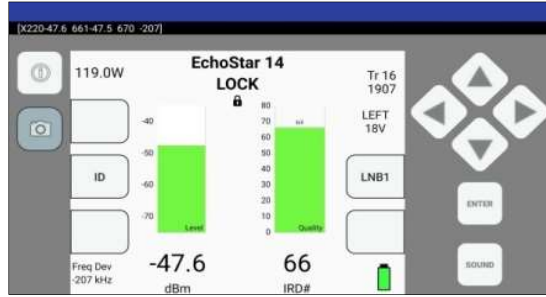 [X220-47.6 661-47.5 670 -207]
119.0W
EchoStar 14
LOCK
Tr 16
1907
LEFT
18V
-40
-50
-60
-70
Level
80
70
60
50
40
30
20
10
0
Quality
ID
LNB1
ENTER
SOUND
Freq Dev
-207 kHz
-47.6
dBm
66
IRD#